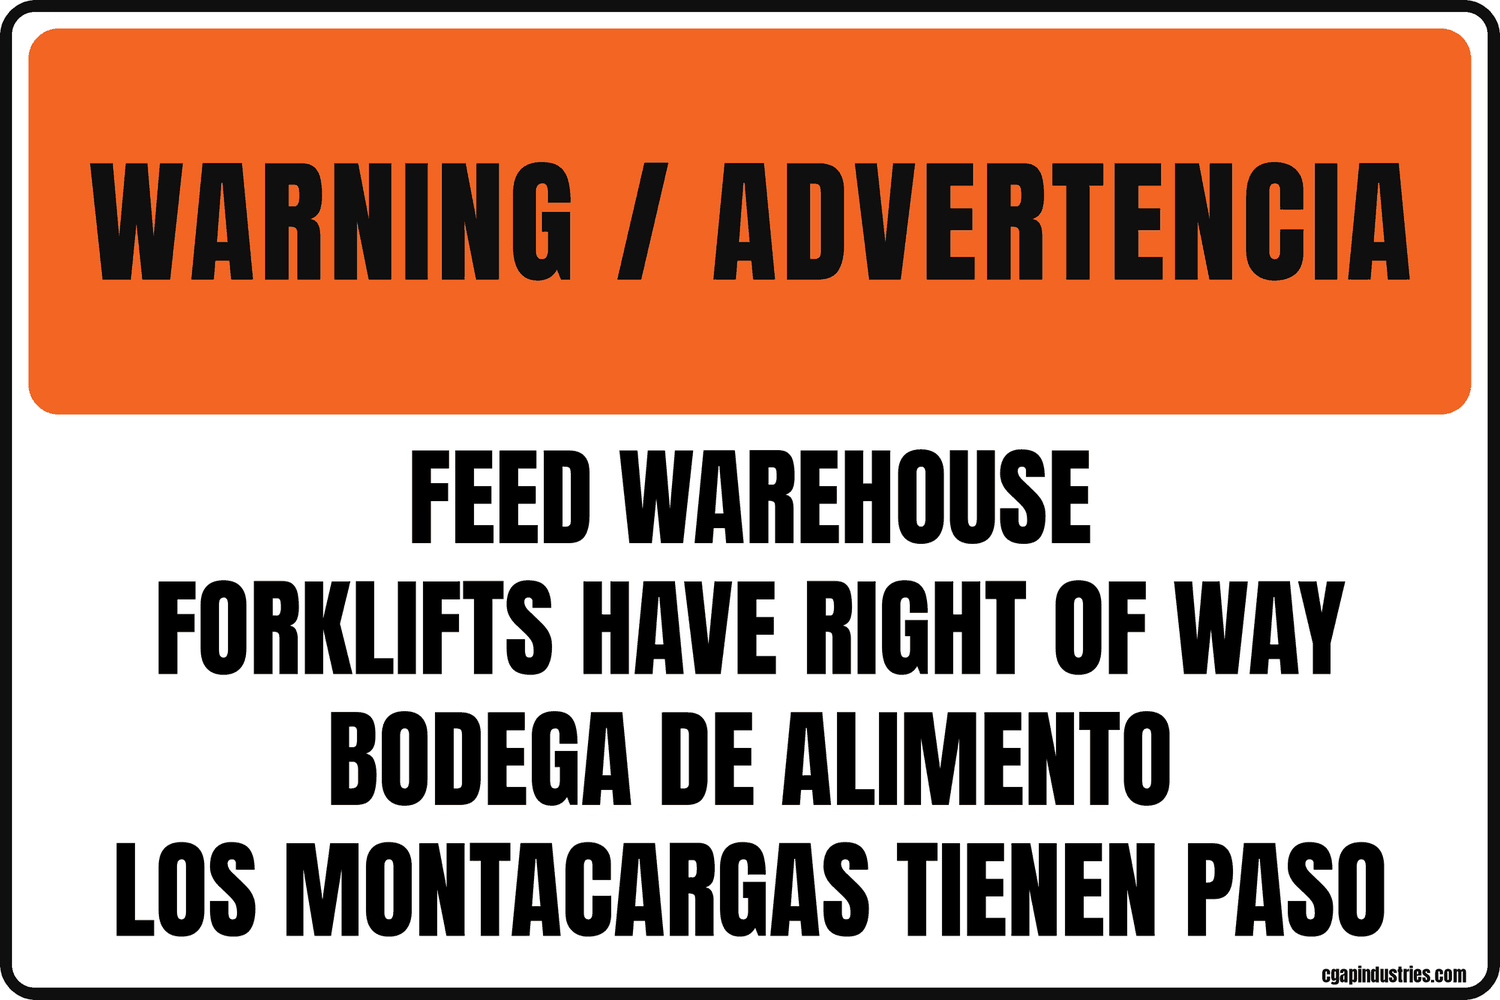 WARNING / ADVERTENCIA
FEED WAREHOUSE
FORKLIFTS HAVE RIGHT OF WAY
BODEGA DE ALIMENTO
LOS MONTACARGAS TIENEN PASO
cgapindustries.com